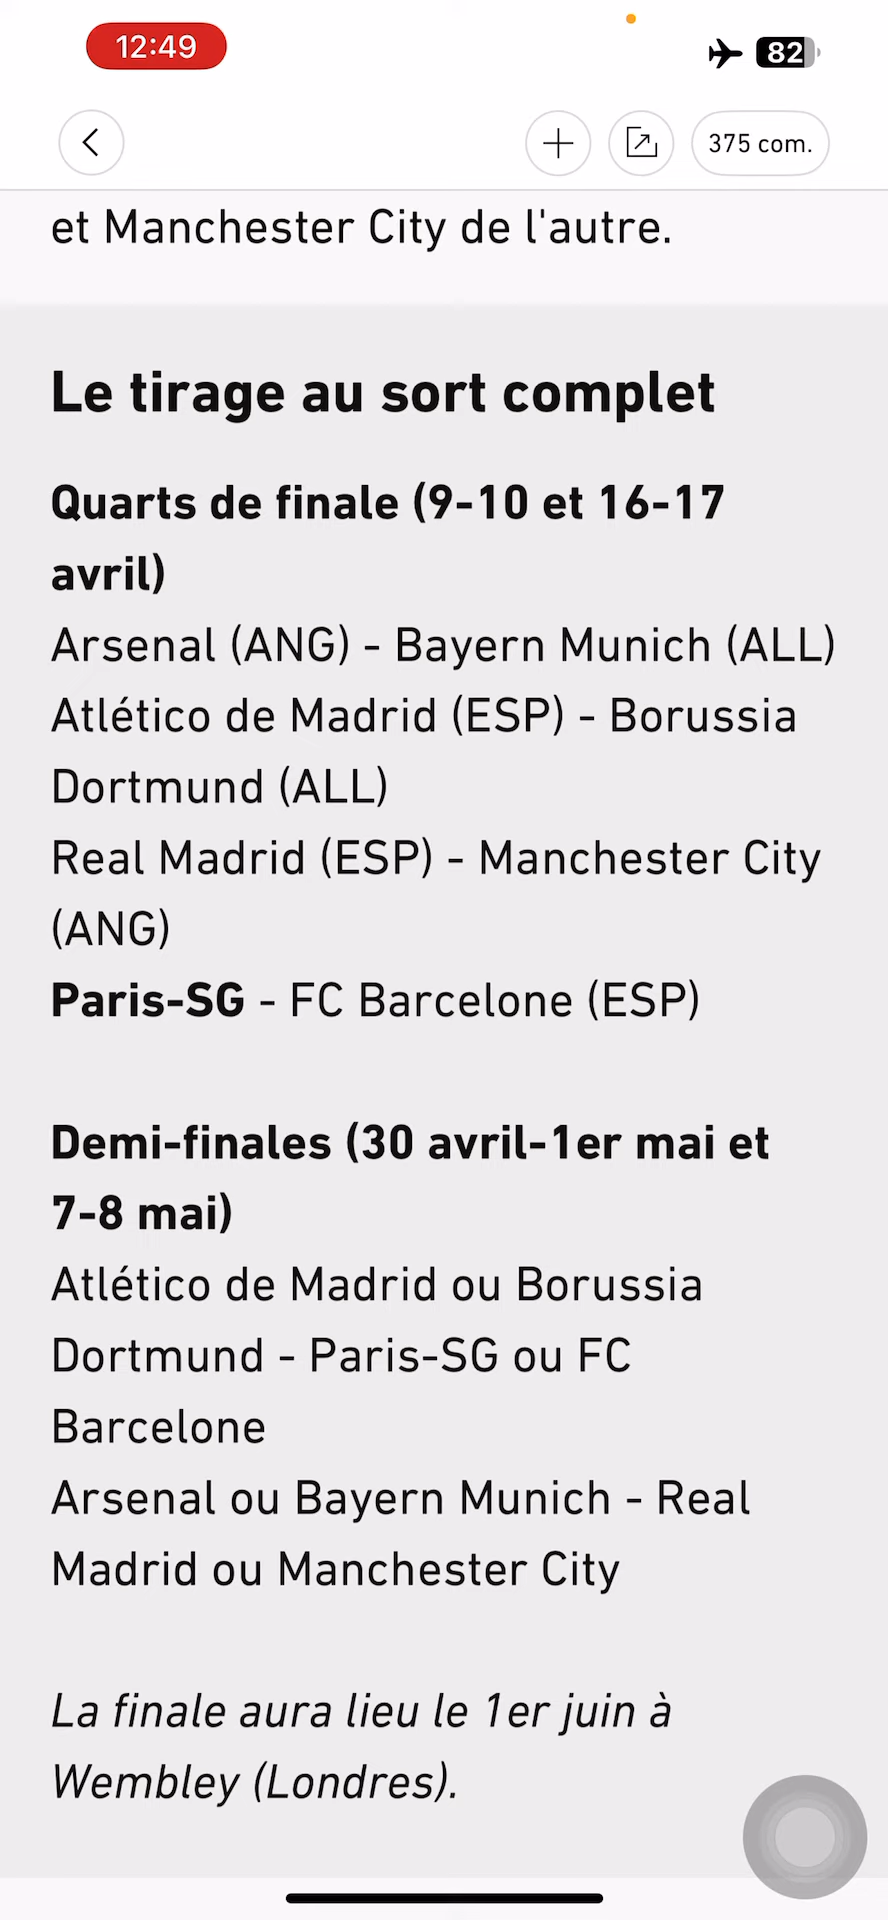 12:49
82
375 com.
et Manchester City de l'autre.
Le tirage au sort complet
Quarts de finale (9-10 et 16-17
avril)
Arsenal (ANG) - Bayern Munich (ALL)
Atlético de Madrid (ESP) - Borussia
Dortmund (ALL)
Real Madrid (ESP) - Manchester City
(ANG)
Paris-SG - FC Barcelone (ESP)
Demi-finales (30 avril-1er mai et
7-8 mai)
Atlético de Madrid ou Borussia
Dortmund - Paris-SG ou FC
Barcelone
Arsenal ou Bayern Munich - Real
Madrid ou Manchester City
La finale aura lieu le 1er juin à
Wembley (Londres).